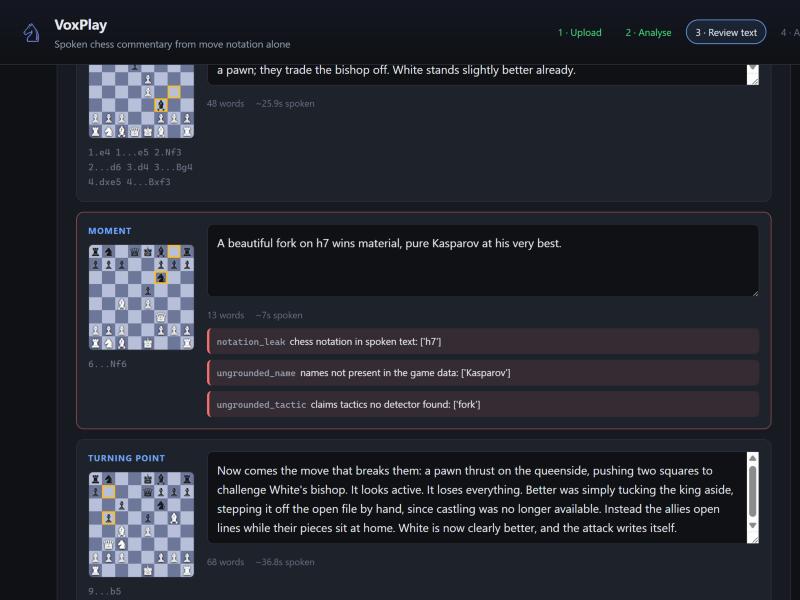 VoxPlay
Spoken chess commentary from move notation alone
1 · Upload
2 · Analyse
3 · Review text
4 · A
a pawn; they trade the bishop off. White stands slightly better already.
48 words ~25.9s spoken
1.e4 1...e5 2.Nf3
2...d6 3.d4 3...Bg4
4.dxe5 4...Bxf3
MOMENT
A beautiful fork on h7 wins material, pure Kasparov at his very best.
13 words ~7s spoken
6...Nf6
notation_leak chess notation in spoken text: ['h7']
ungrounded_name names not present in the game data: ['Kasparov']
ungrounded_tactic claims tactics no detector found: ['fork']
TURNING POINT
Now comes the move that breaks them: a pawn thrust on the queenside, pushing two squares to
challenge White's bishop. It looks active. It loses everything. Better was simply tucking the king aside,
stepping it off the open file by hand, since castling was no longer available. Instead the allies open
lines while their pieces sit at home. White is now clearly better, and the attack writes itself.
68 words ~36.8s spoken
9...b5